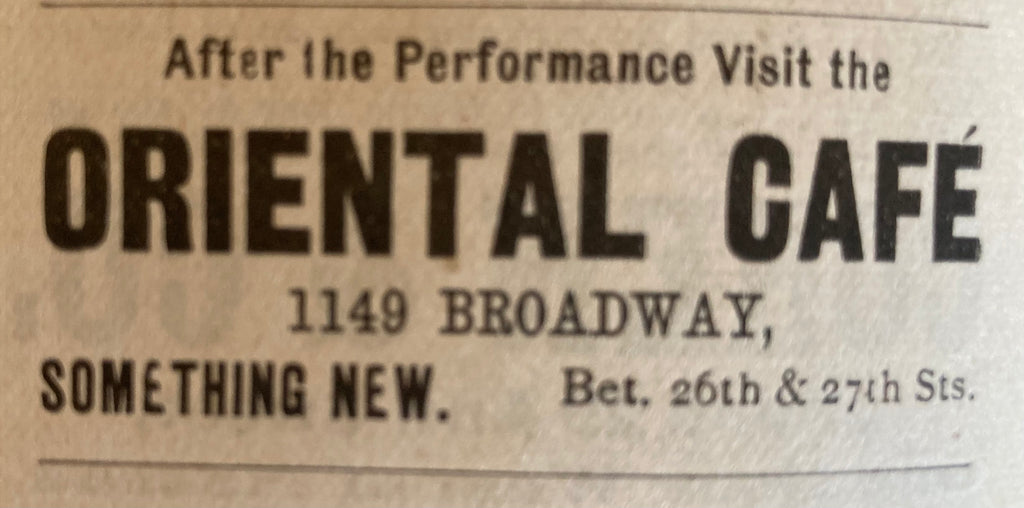 After the Performance Visit the
ORIENTAL CAFÉ
1149 BROADWAY,
SOMETHING NEW. Bet. 26th & 27th Sts.